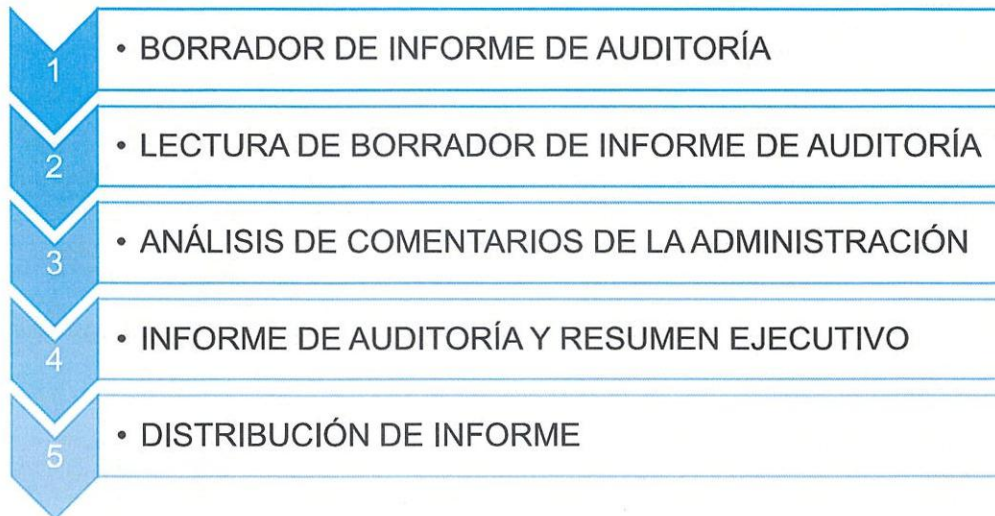 1
• BORRADOR DE INFORME DE AUDITORÍA
2
• LECTURA DE BORRADOR DE INFORME DE AUDITORÍA
3
• ANÁLISIS DE COMENTARIOS DE LA ADMINISTRACIÓN
4
• INFORME DE AUDITORÍA Y RESUMEN EJECUTIVO
5
• DISTRIBUCIÓN DE INFORME